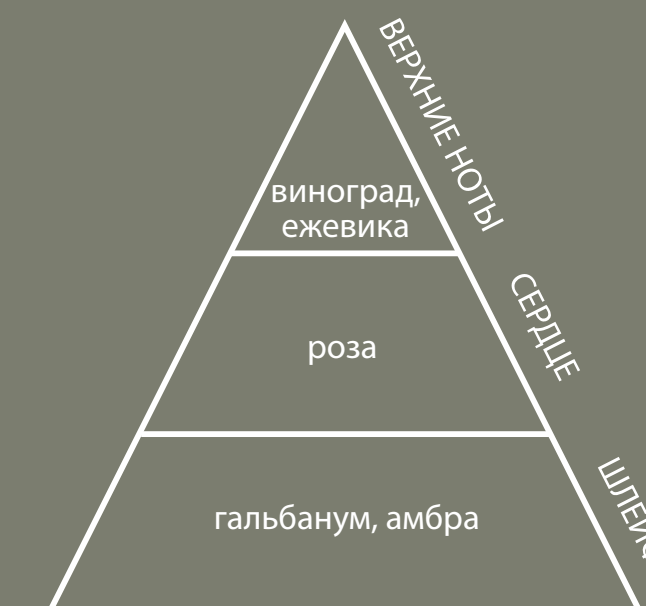 ВЕРХНИЕ НОТЫ
виноград,
ежевика
СЕРДЦЕ
роза
гальбанум, амбра